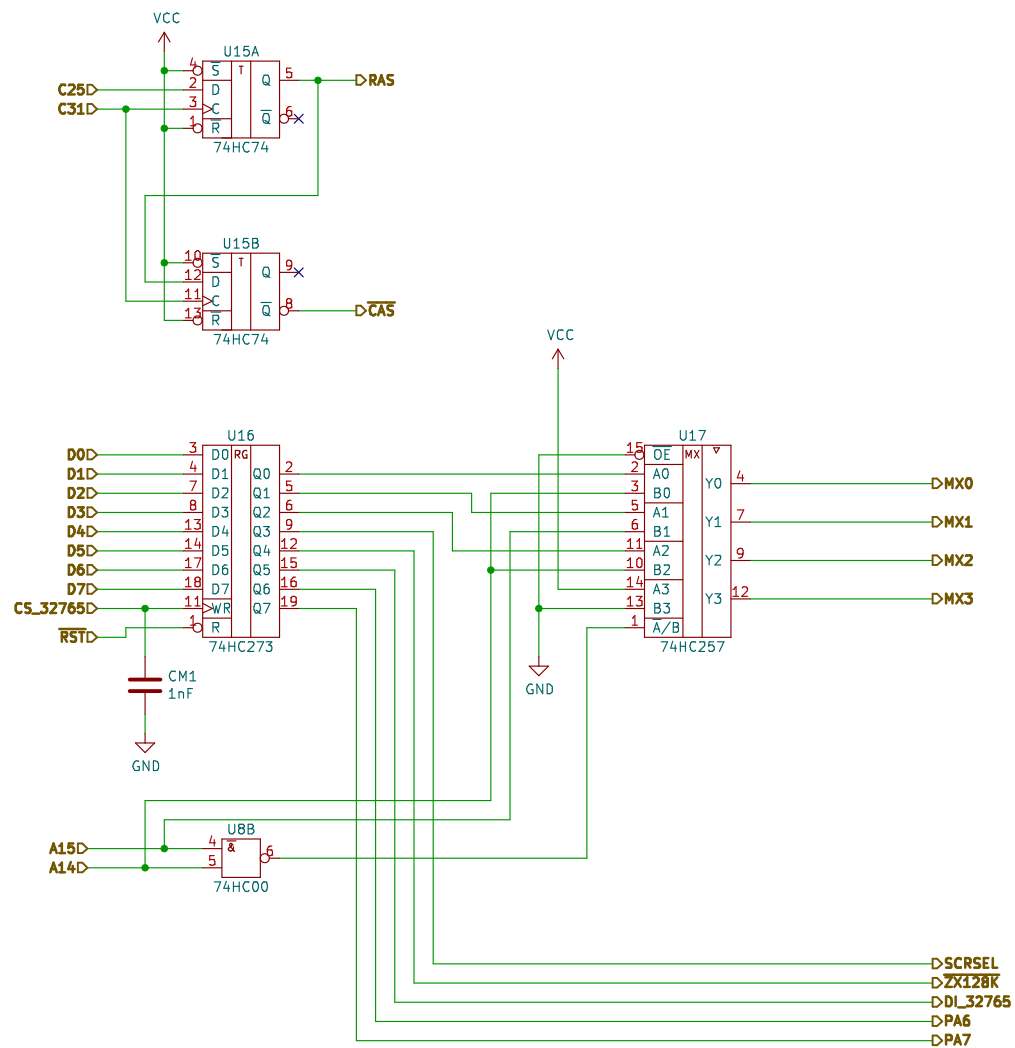 VCC
U15A
4 S T Q 5 RAS
C25 2 D
C31 3 C Q 6
1 R
74HC74
U15B
10 S T Q 9
12 D
11 C Q 8 CAS
13 R
74HC74
VCC
U16 U17
D0 3 D0 RG 15 OE MX
D1 4 D1 Q0 2 2 A0 Y0 4 MX0
D2 7 D2 Q1 5 3 B0
D3 8 D3 Q2 6 5 A1 Y1 7 MX1
D4 13 D4 Q3 9 6 B1
D5 14 D5 Q4 12 11 A2 Y2 9 MX2
D6 17 D6 Q5 15 10 B2
D7 18 D7 Q6 16 14 A3 Y3 12 MX3
CS_32765 11 WR Q7 19 13 B3
RST 1 R 1 A/B
74HC273 74HC257
CM1
1nF
GND
GND
U8B
A15 4 & 6
A14 5
74HC00
SCRSEL
ZX128K
DI_32765
PA6
PA7